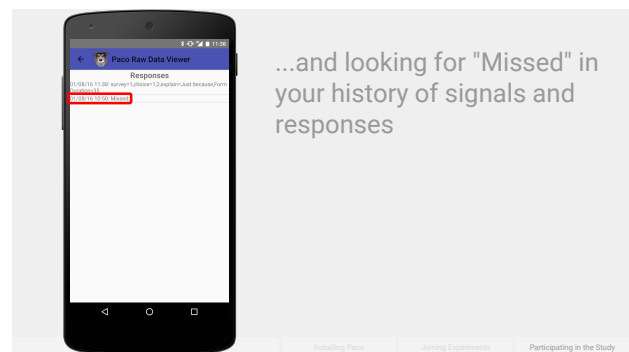 11:38
Paco Raw Data Viewer
Responses
01/08/16 11:38: survey=1,choice=1,2,explain=Just because,Form
Duration=35
01/08/16 10:50: Missed
...and looking for "Missed" in
your history of signals and
responses
Installing Paco
Joining Experiments
Participating in the Study